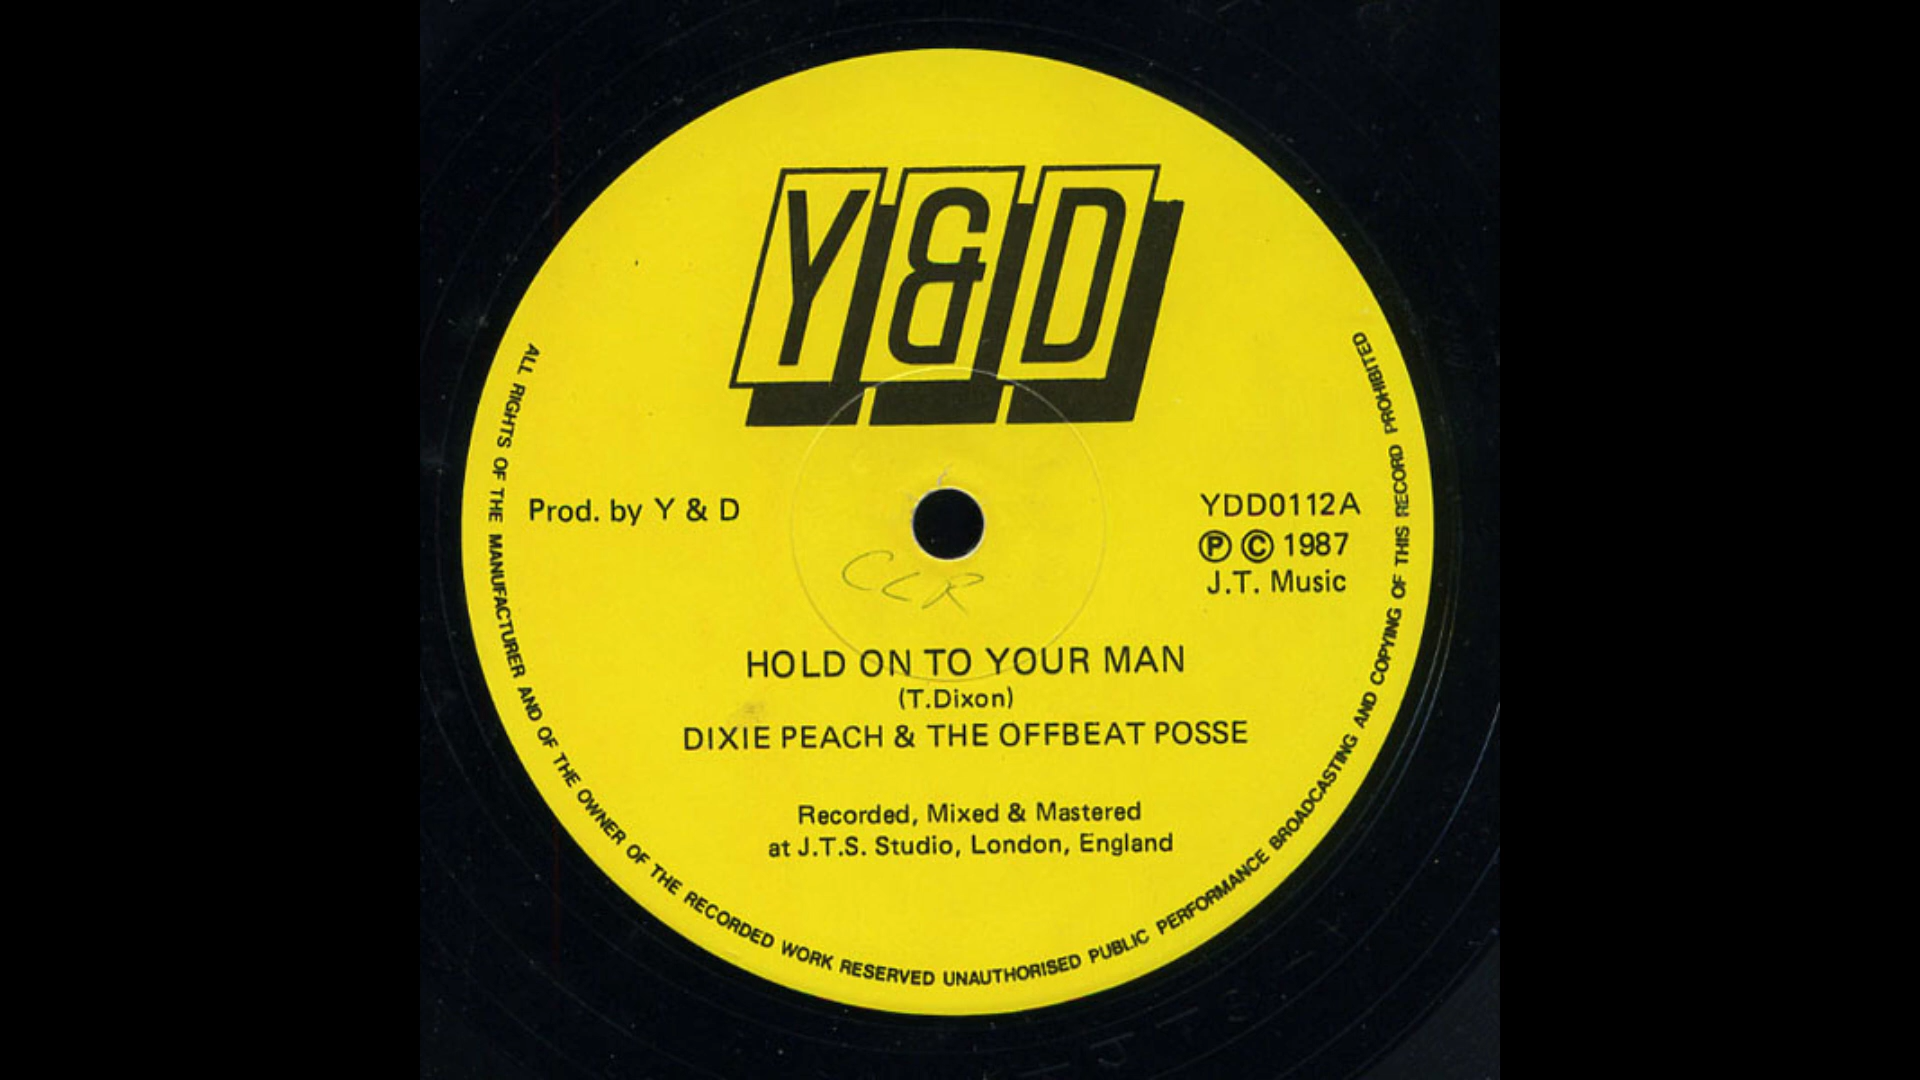 Y&D
Prod. by Y & D
YDD0112A
Ⓟ © 1987
J.T. Music
CCR
HOLD ON TO YOUR MAN
(T.Dixon)
DIXIE PEACH & THE OFFBEAT POSSE
Recorded, Mixed & Mastered
at J.T.S. Studio, London, England
ALL RIGHTS OF THE MANUFACTURER AND OF THE OWNER OF THE RECORDED WORK RESERVED UNAUTHORISED PUBLIC PERFORMANCE BROADCASTING AND COPYING OF THIS RECORD PROHIBITED